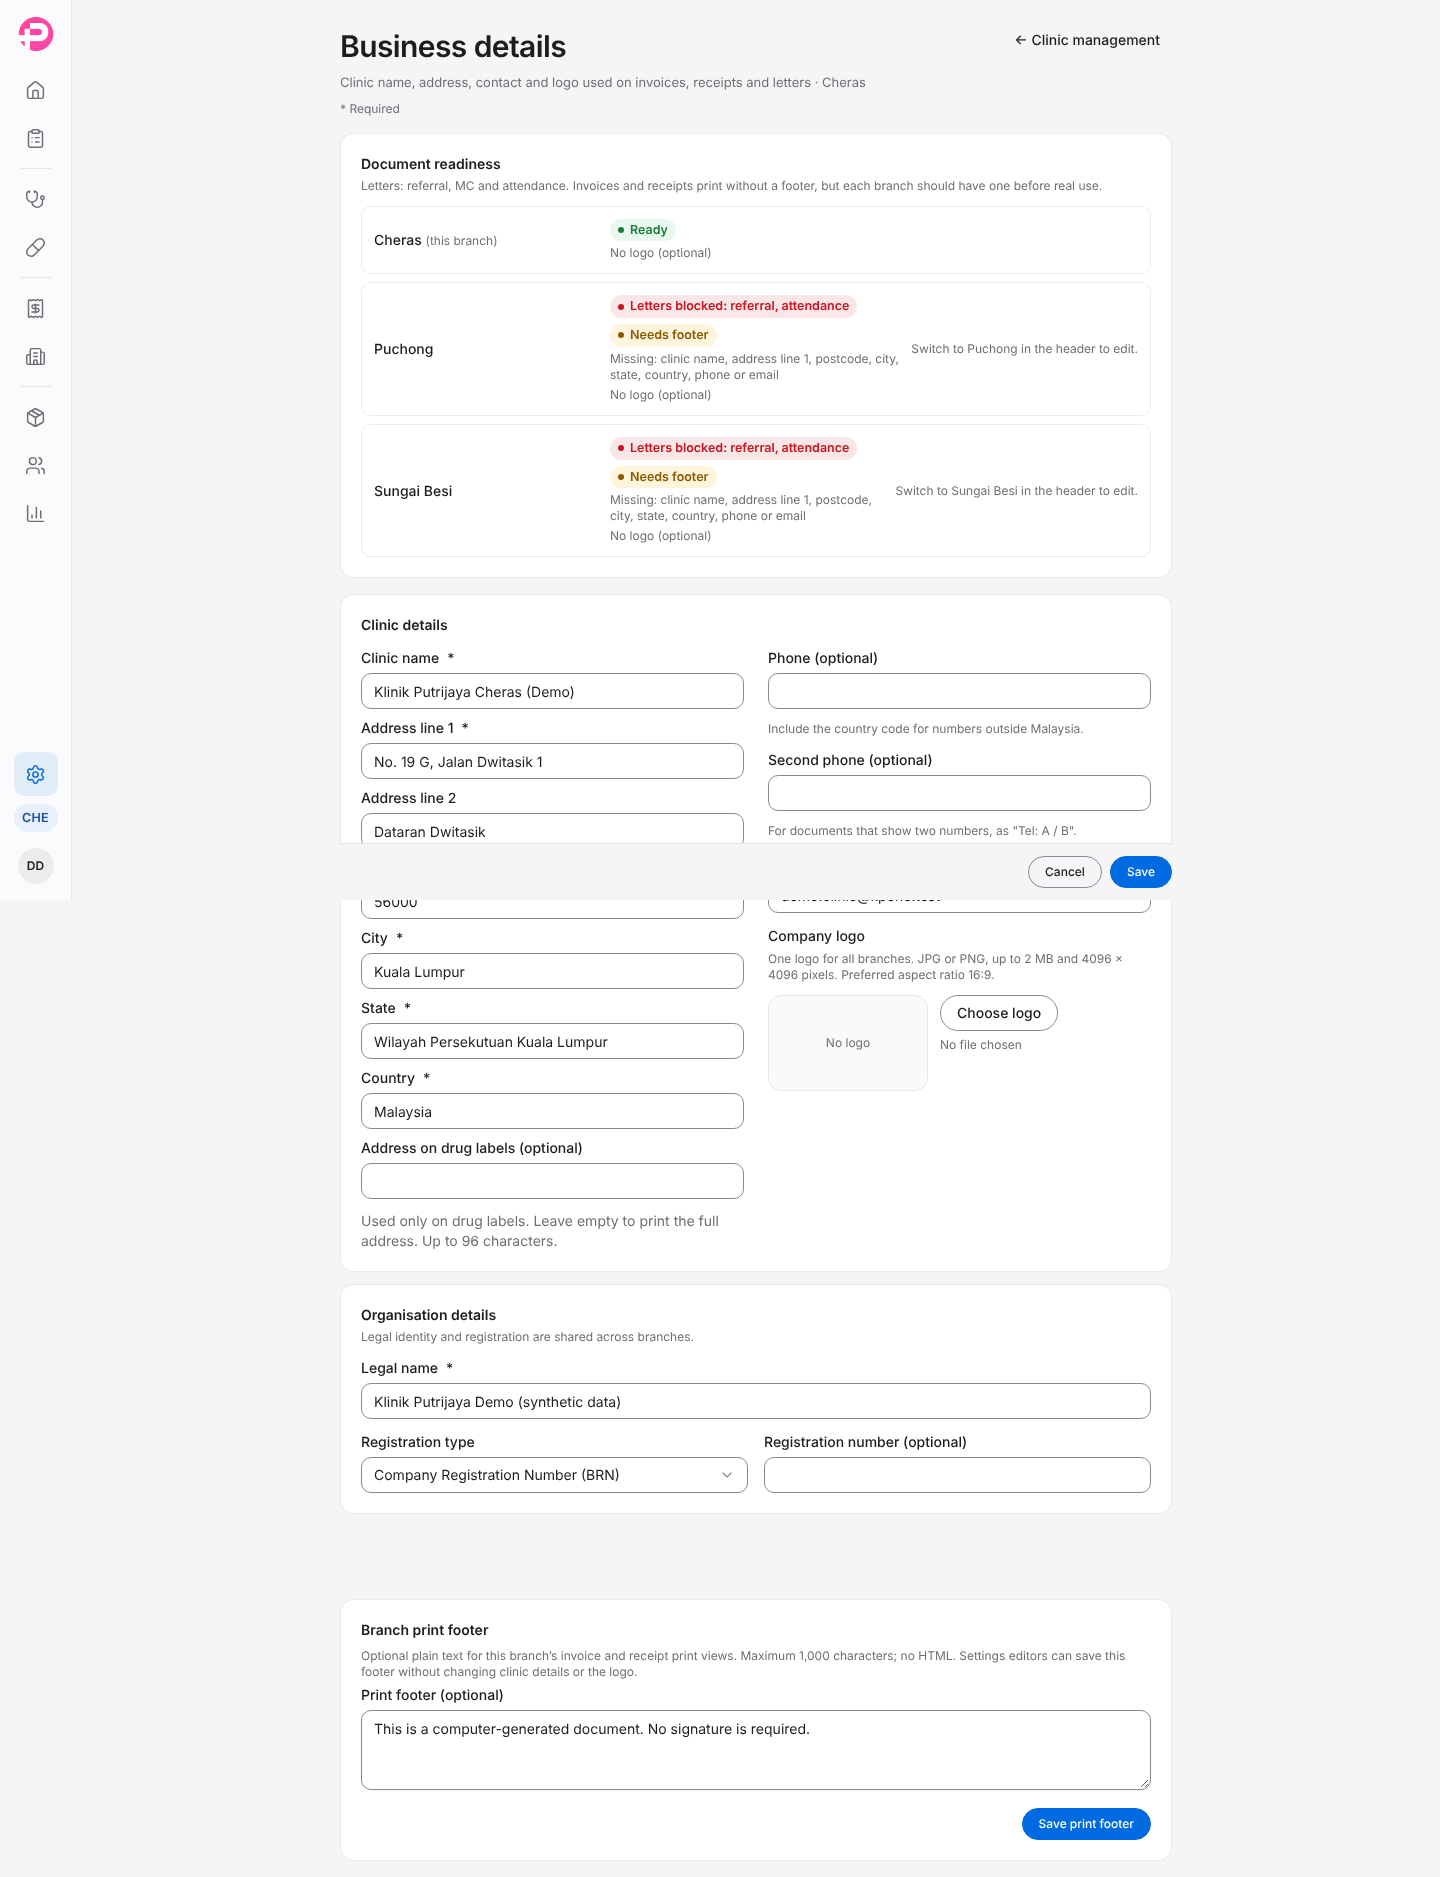 Business details
← Clinic management
Clinic name, address, contact and logo used on invoices, receipts and letters · Cheras
* Required
Document readiness
Letters: referral, MC and attendance. Invoices and receipts print without a footer, but each branch should have one before real use.
Cheras (this branch)
Ready
No logo (optional)
Puchong
Letters blocked: referral, attendance
Needs footer
Missing: clinic name, address line 1, postcode, city,
state, country, phone or email
No logo (optional)
Switch to Puchong in the header to edit.
Sungai Besi
Letters blocked: referral, attendance
Needs footer
Missing: clinic name, address line 1, postcode,
city, state, country, phone or email
No logo (optional)
Switch to Sungai Besi in the header to edit.
Clinic details
Clinic name *
Klinik Putrijaya Cheras (Demo)
Address line 1 *
No. 19 G, Jalan Dwitasik 1
Address line 2
Dataran Dwitasik
Phone (optional)
Include the country code for numbers outside Malaysia.
Second phone (optional)
For documents that show two numbers, as "Tel: A / B".
CHE
DD
Cancel
Save
56000
City *
Kuala Lumpur
State *
Wilayah Persekutuan Kuala Lumpur
Country *
Malaysia
Address on drug labels (optional)
Used only on drug labels. Leave empty to print the full
address. Up to 96 characters.
Company logo
One logo for all branches. JPG or PNG, up to 2 MB and 4096 ×
4096 pixels. Preferred aspect ratio 16:9.
No logo
Choose logo
No file chosen
Organisation details
Legal identity and registration are shared across branches.
Legal name *
Klinik Putrijaya Demo (synthetic data)
Registration type
Company Registration Number (BRN)
Registration number (optional)
Branch print footer
Optional plain text for this branch's invoice and receipt print views. Maximum 1,000 characters; no HTML. Settings editors can save this
footer without changing clinic details or the logo.
Print footer (optional)
This is a computer-generated document. No signature is required.
Save print footer